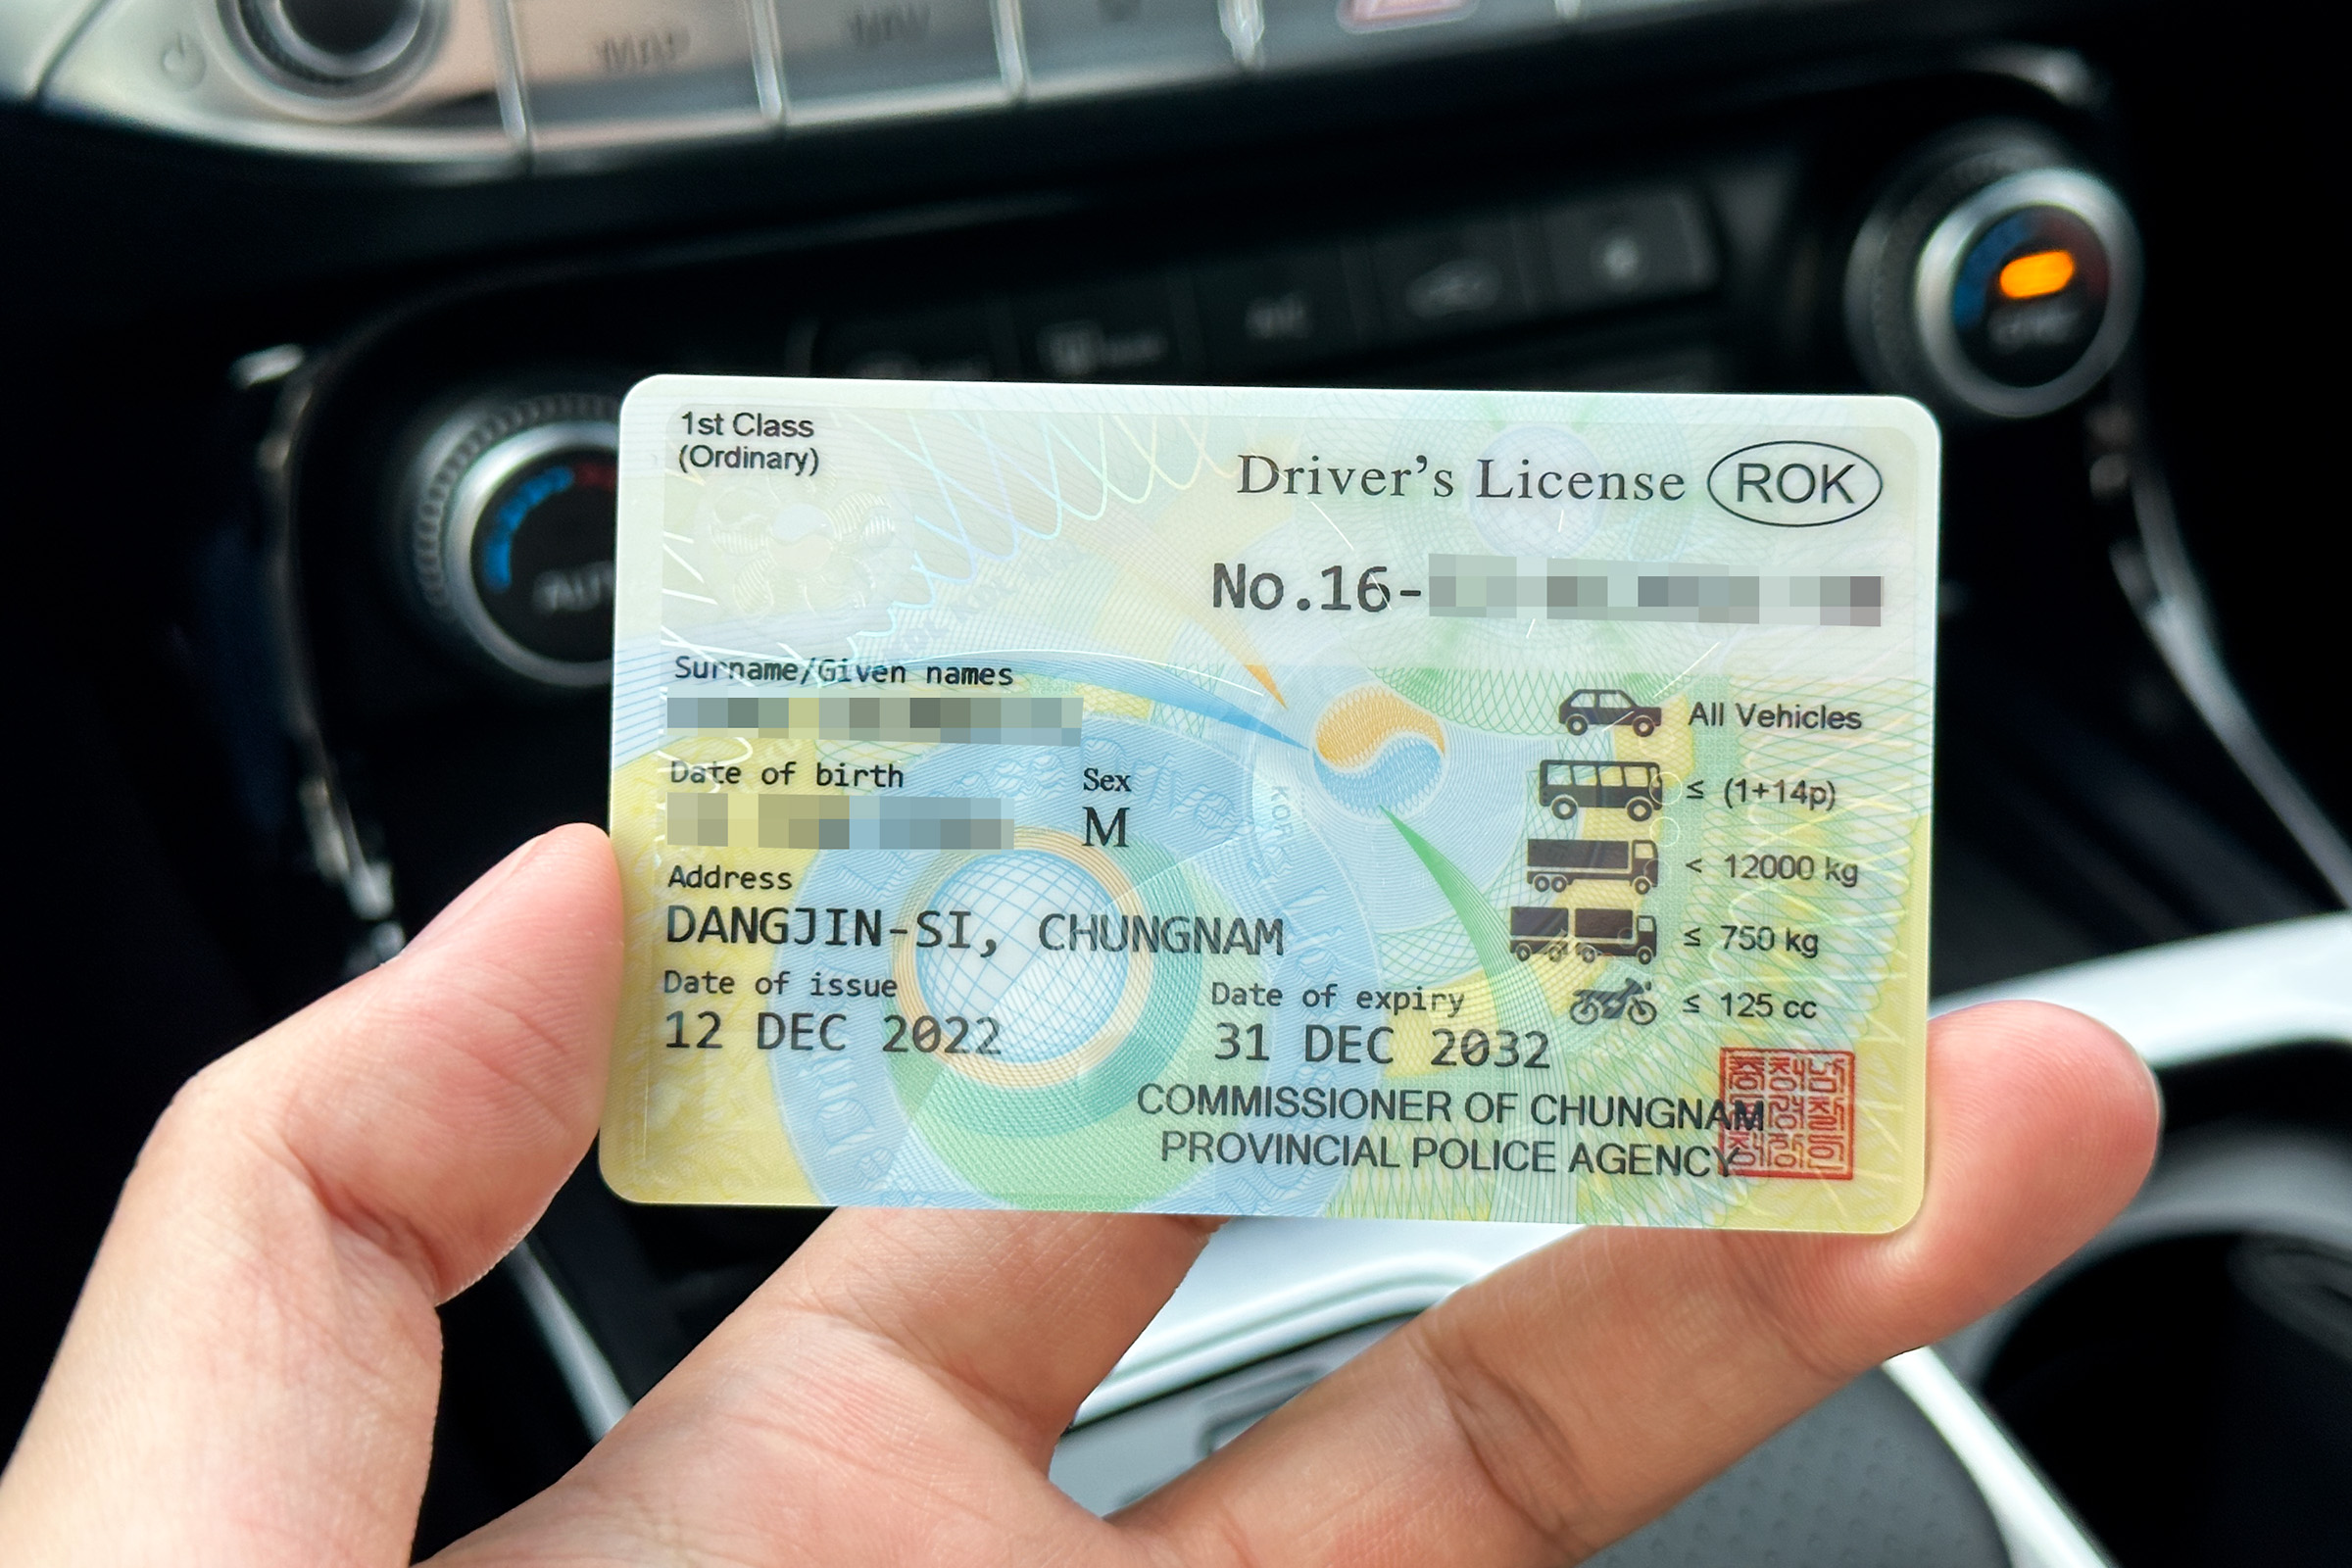 1st Class
(Ordinary)
Driver's License ROK
No.16-
Surname/Given names
Date of birth
Sex
M
Address
DANGJIN-SI, CHUNGNAM
Date of issue
12 DEC 2022
Date of expiry
31 DEC 2032
All Vehicles
≤ (1+14p)
< 12000 kg
≤ 750 kg
≤ 125 cc
COMMISSIONER OF CHUNGNAM
PROVINCIAL POLICE AGENCY
MAP
AUTO